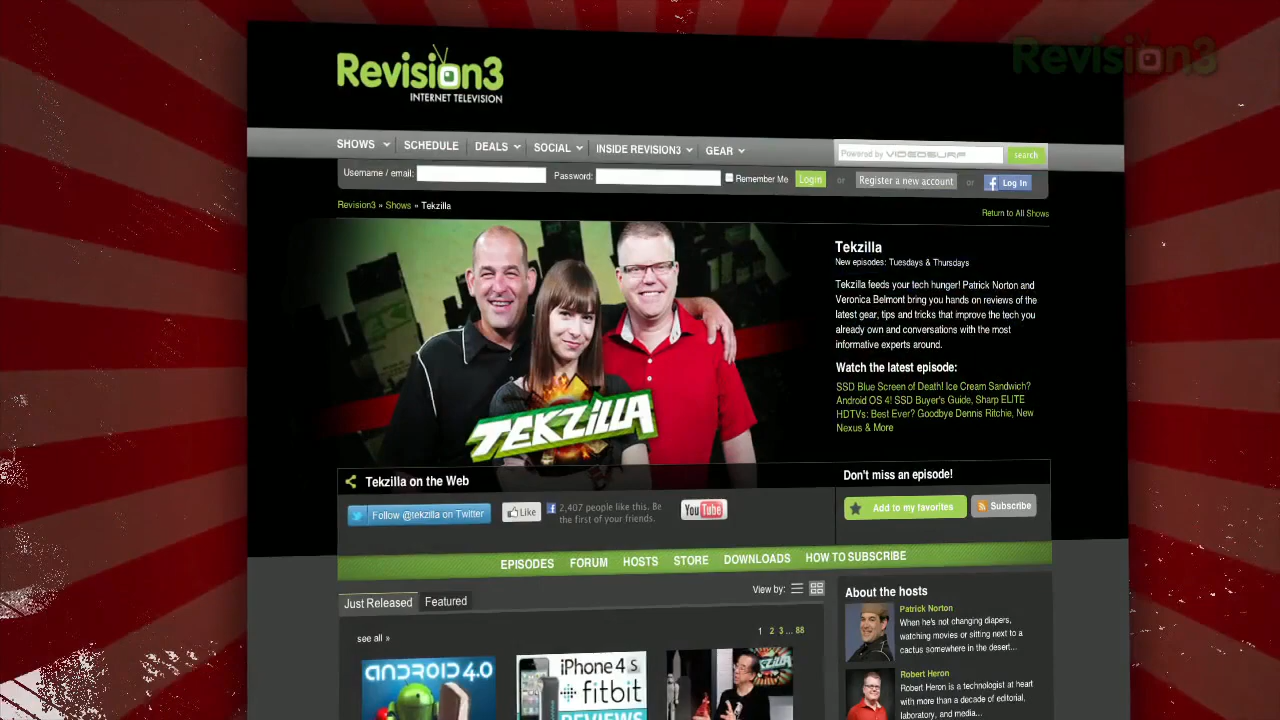 Revision3
INTERNET TELEVISION
Revision3
SHOWS
SCHEDULE
DEALS
SOCIAL
INSIDE REVISION3
GEAR
Powered by VIDEOSURF
search
Username / email:
Password:
Remember Me
Login
or
Register a new account
or
f Log In
Revision3 » Shows » Tekzilla
Return to All Shows
TEKZILLA
Tekzilla
New episodes: Tuesdays & Thursdays
Tekzilla feeds your tech hunger! Patrick Norton and
Veronica Belmont bring you hands on reviews of the
latest gear, tips and tricks that improve the tech you
already own and conversations with the most
informative experts around.
Watch the latest episode:
SSD Blue Screen of Death! Ice Cream Sandwich?
Android OS 4! SSD Buyer's Guide, Sharp ELITE
HDTVs: Best Ever? Goodbye Dennis Ritchie, New
Nexus & More
Tekzilla on the Web
Follow @tekzilla on Twitter
Like
f 2,407 people like this. Be
the first of your friends.
YouTube
Don't miss an episode!
Add to my favorites
Subscribe
EPISODES
FORUM
HOSTS
STORE
DOWNLOADS
HOW TO SUBSCRIBE
View by:
Just Released
Featured
see all »
1 2 3 ... 88
ANDROID 4.0
iPhone 4S
fitbit
REVIEWS
ZILLA
About the hosts
Patrick Norton
When he's not changing diapers,
watching movies or sitting next to a
cactus somewhere in the desert...
Robert Heron
Robert Heron is a technologist at heart
with more than a decade of editorial,
laboratory, and media...